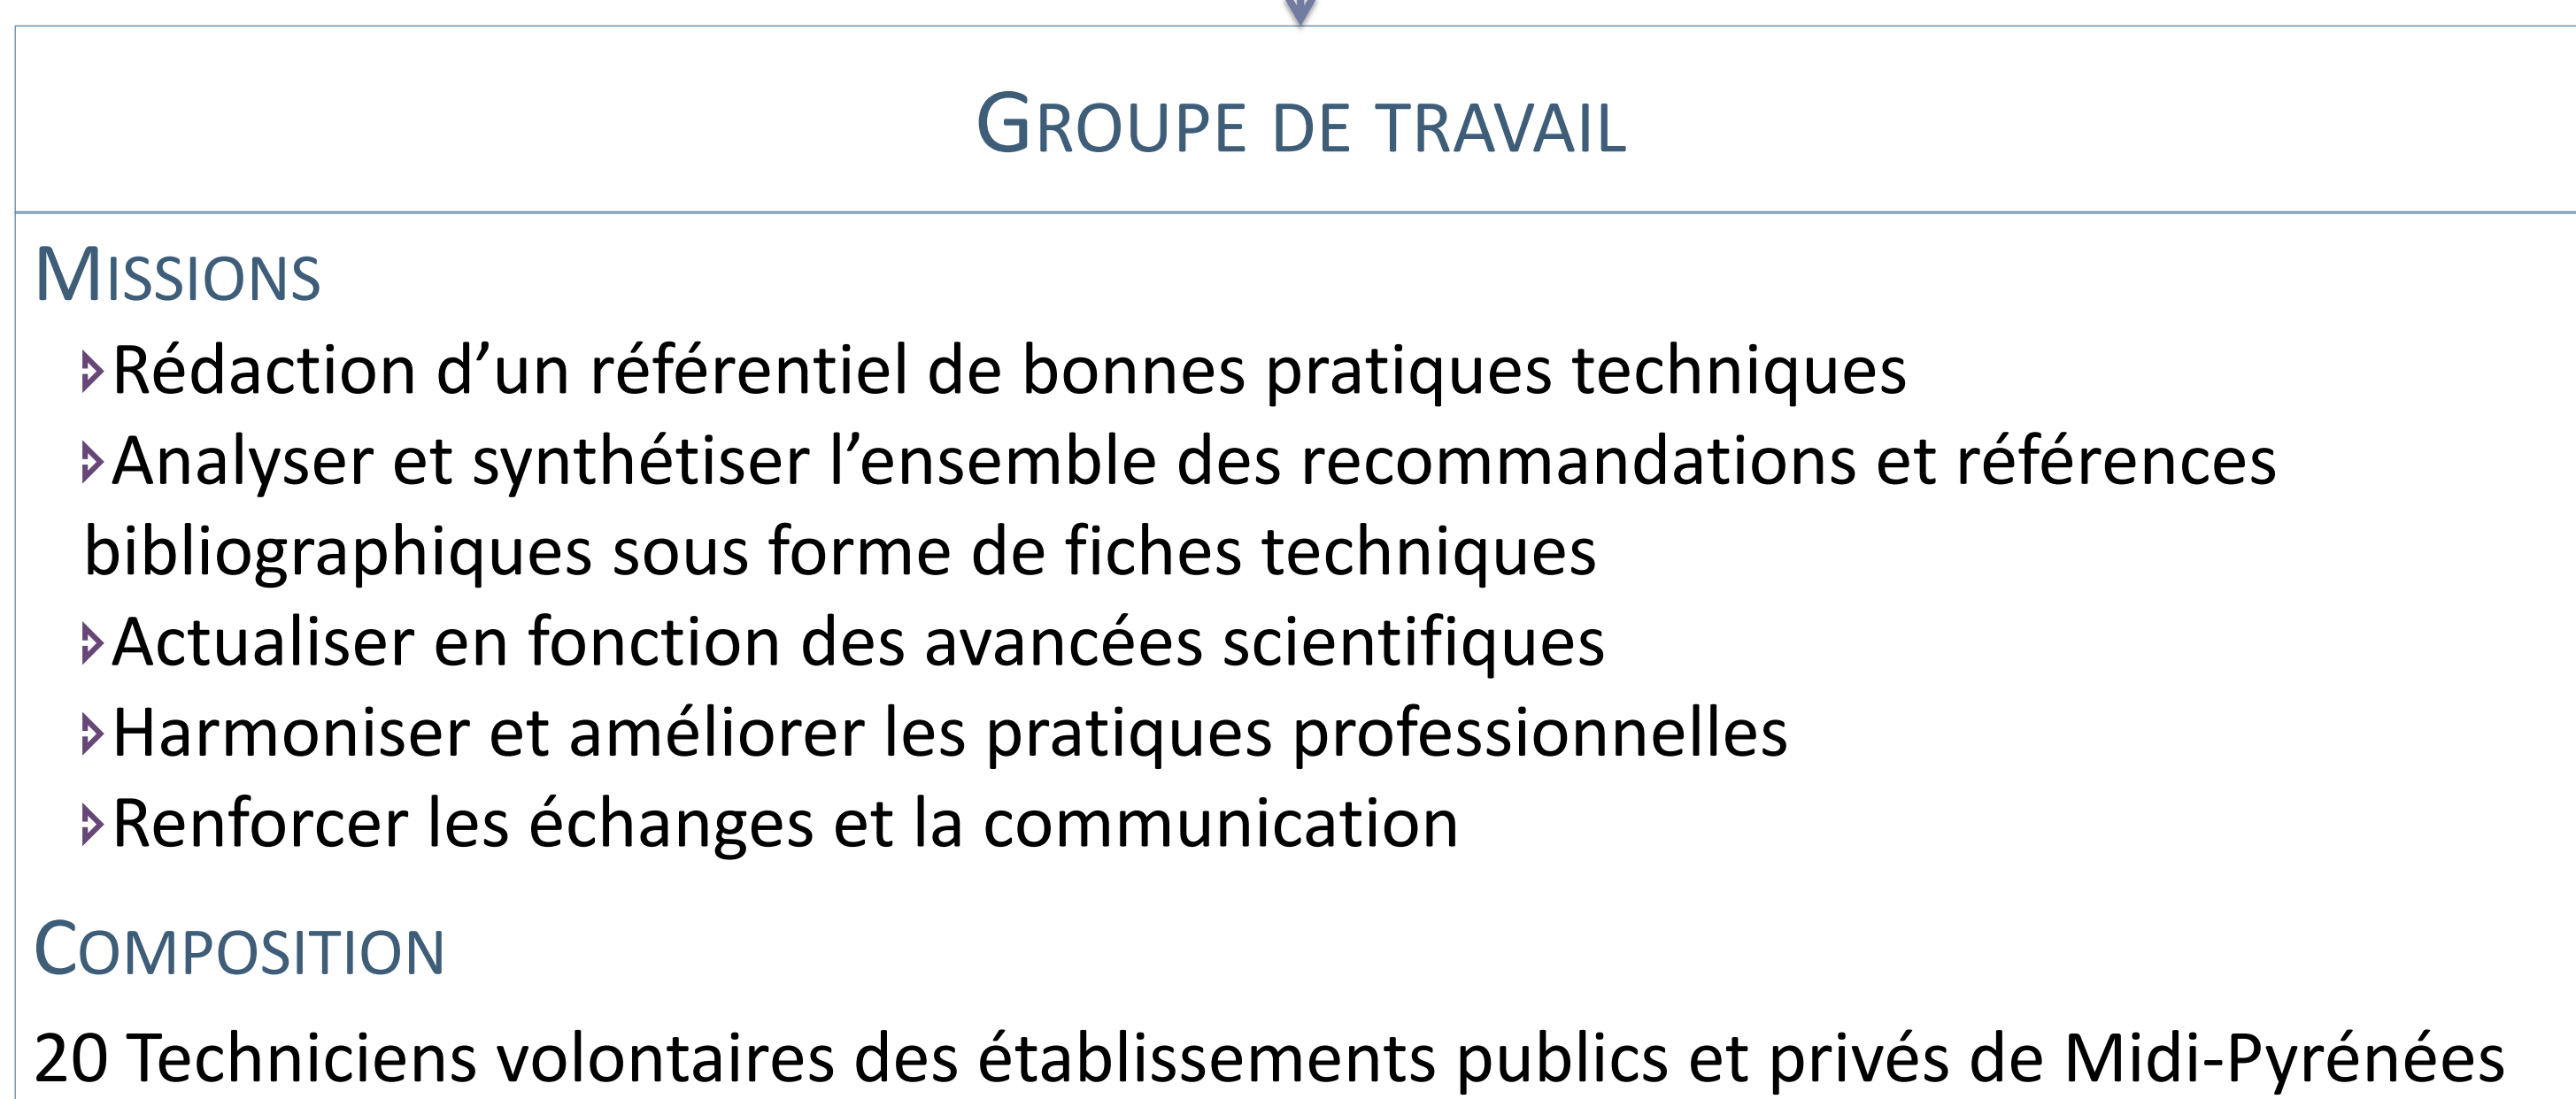 Groupe de travail
Missions
Rédaction d’un référentiel de bonnes pratiques techniques
Analyser et synthétiser l’ensemble des recommandations et références
bibliographiques sous forme de fiches techniques
Actualiser en fonction des avancées scientifiques
Harmoniser et améliorer les pratiques professionnelles
Renforcer les échanges et la communication
Composition
20 Techniciens volontaires des établissements publics et privés de Midi-Pyrénées